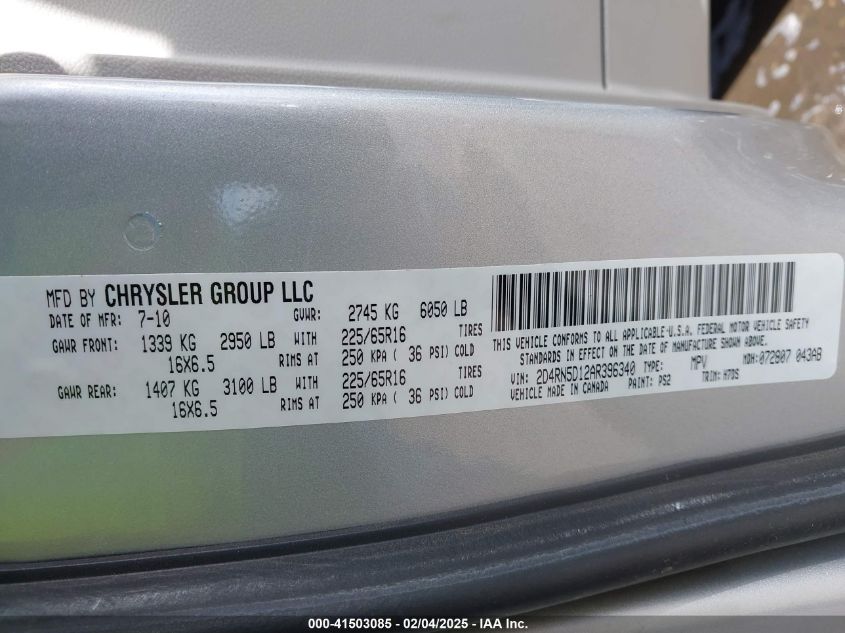 MFD BY CHRYSLER GROUP LLC
DATE OF MFR: 7-10 GVWR: 2745 KG 6050 LB
GAWR FRONT: 1339 KG 2950 LB WITH 225/65R16 TIRES
16X6.5 RIMS AT 250 KPA ( 36 PSI) COLD
GAWR REAR: 1407 KG 3100 LB WITH 225/65R16 TIRES
16X6.5 RIMS AT 250 KPA ( 36 PSI) COLD
THIS VEHICLE CONFORMS TO ALL APPLICABLE-U.S.A. FEDERAL MOTOR VEHICLE SAFETY
STANDARDS IN EFFECT ON THE DATE OF MANUFACTURE SHOWN ABOVE.
VIN: 2D4RN5D12AR396340 TYPE: MPV MDH:072807 043AB
VEHICLE MADE IN CANADA PAINT: PS2 TRIM: H7DS
000-41503085 — 02/04/2025 — IAA Inc.